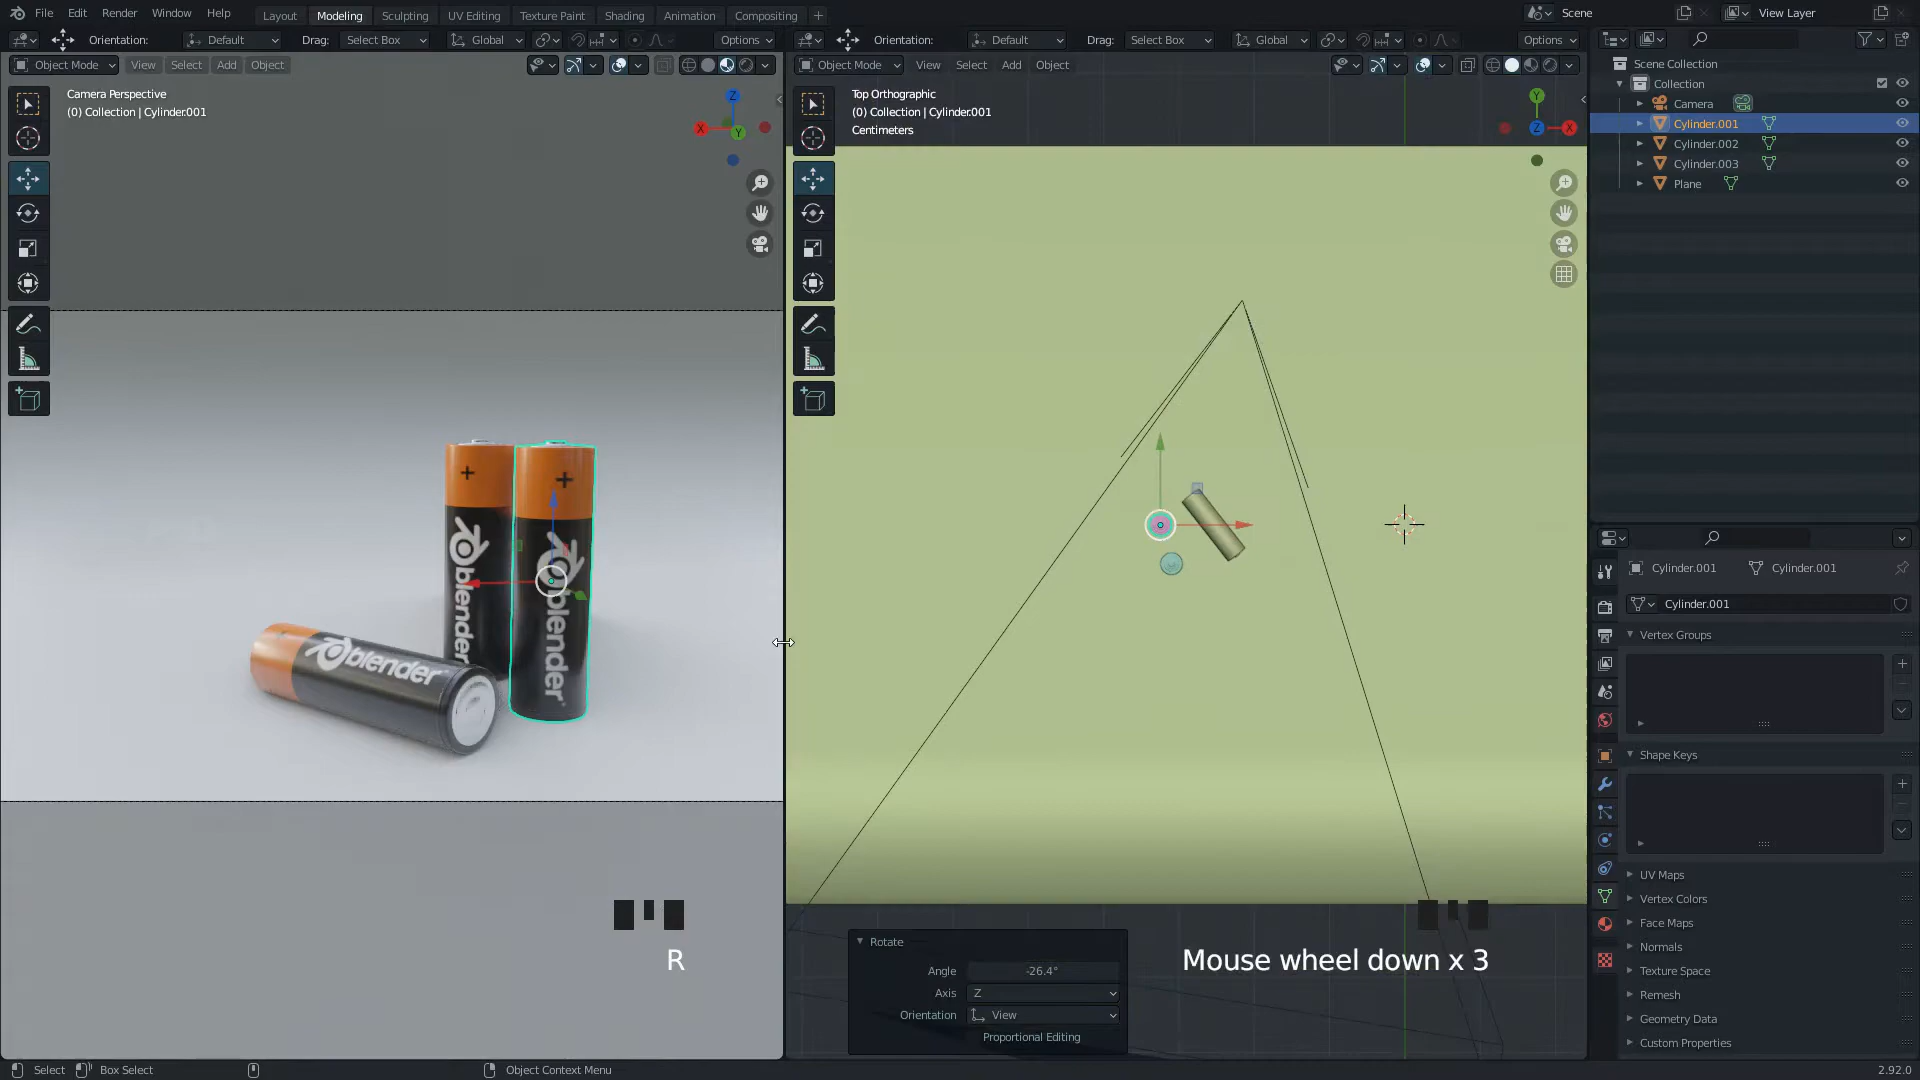 File Edit Render Window Help
Layout Modeling Sculpting UV Editing Texture Paint Shading Animation Compositing +
Scene
View Layer
Orientation: Default Drag: Select Box Global Options
Orientation: Default Drag: Select Box Global Options
Object Mode View Select Add Object
Object Mode View Select Add Object
Camera Perspective
(0) Collection | Cylinder.001
Top Orthographic
(0) Collection | Cylinder.001
Centimeters
Z
X
Y
Y
Z
X
Scene Collection
Collection
Camera
Cylinder.001
Cylinder.002
Cylinder.003
Plane
+
+
blender
blender
blender
Cylinder.001 Cylinder.001
Cylinder.001
Vertex Groups
Shape Keys
UV Maps
Vertex Colors
Face Maps
Normals
Texture Space
Remesh
Geometry Data
Custom Properties
R
Mouse wheel down x 3
Rotate
Angle -26.4°
Axis Z
Orientation View
Proportional Editing
Select Box Select Object Context Menu
2.92.0